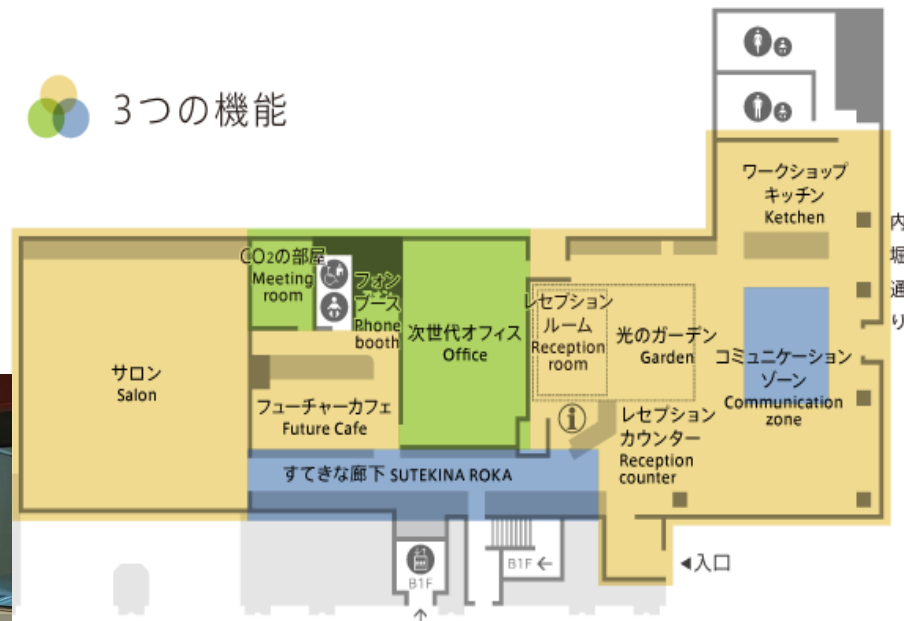 3つの機能
ワークショップ
キッチン
Ketchen
内
堀
通
り
CO2の部屋
Meeting
room
フォン
ブース
Phone
booth
次世代オフィス
Office
レセプション
ルーム
Reception
room
光のガーデン
Garden
コミュニケーション
ゾーン
Communication
zone
サロン
Salon
フューチャーカフェ
Future Cafe
レセプション
カウンター
Reception
counter
すてきな廊下 SUTEKINA ROKA
B1F
B1F ←
◀入口